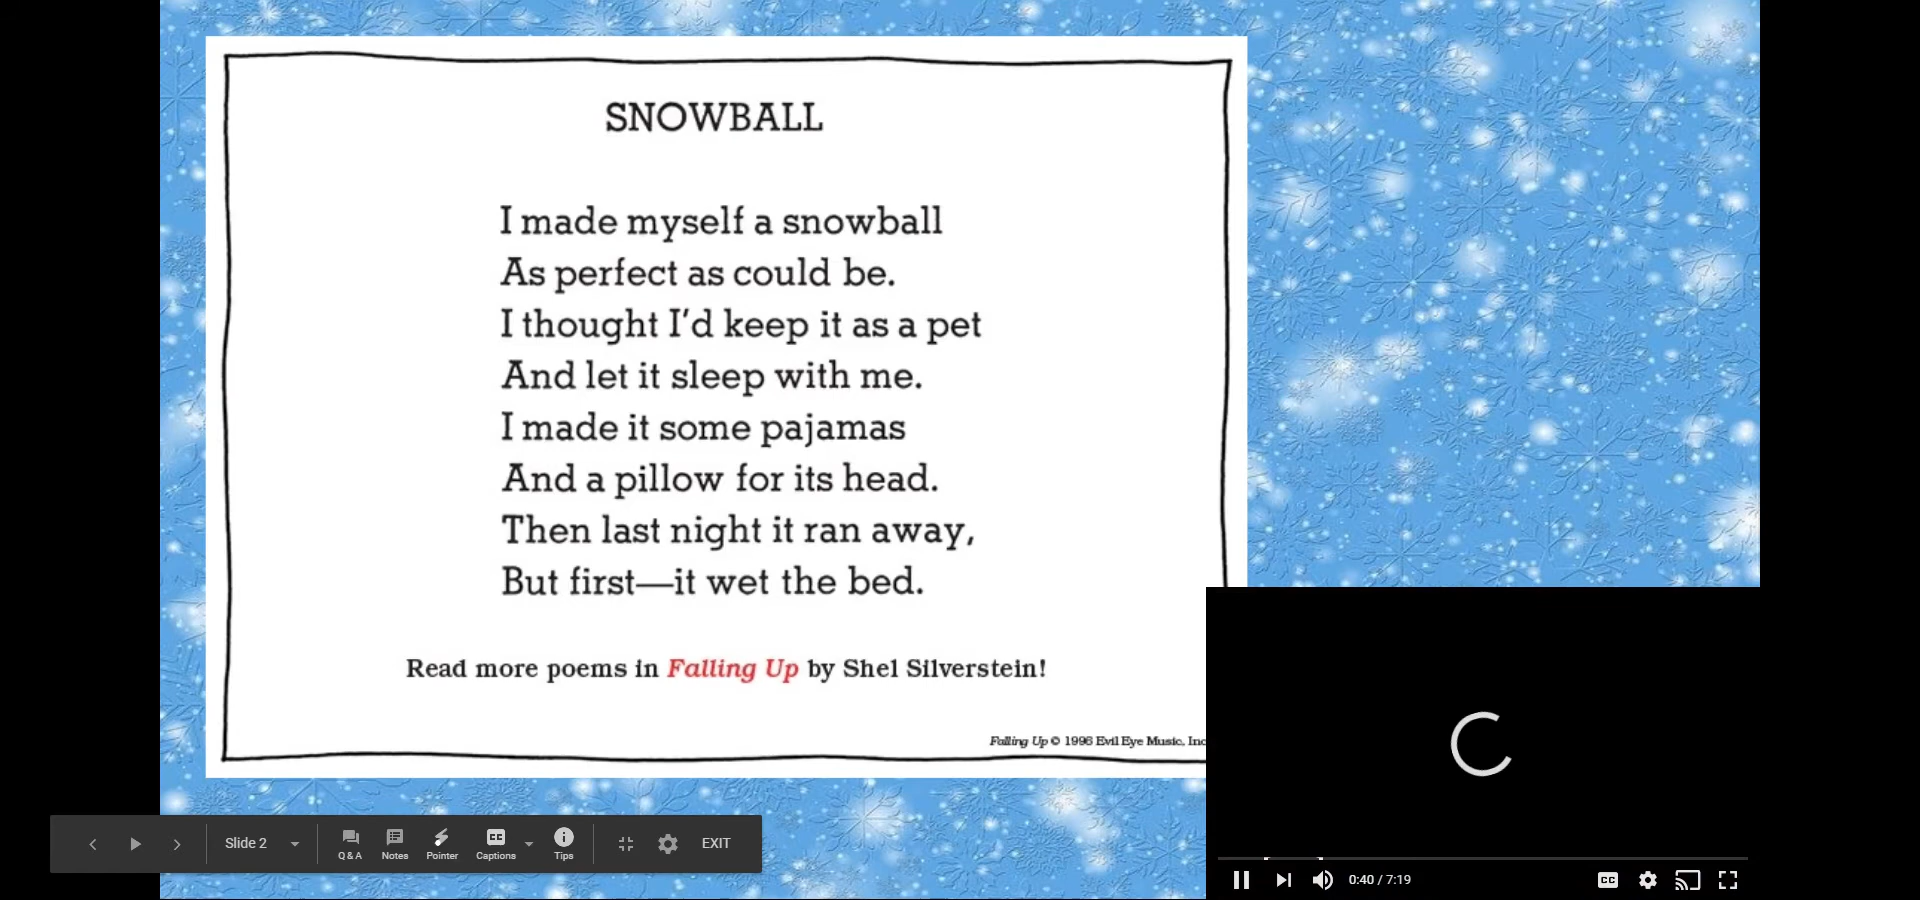 SNOWBALL
I made myself a snowball
As perfect as could be.
I thought I'd keep it as a pet
And let it sleep with me.
I made it some pajamas
And a pillow for its head.
Then last night it ran away,
But first—it wet the bed.
Read more poems in Falling Up by Shel Silverstein!
Falling Up © 1996 Evil Eye Music, Inc
Slide 2
Q & A Notes Pointer Captions Tips
EXIT
CC
0:40 / 7:19
CC